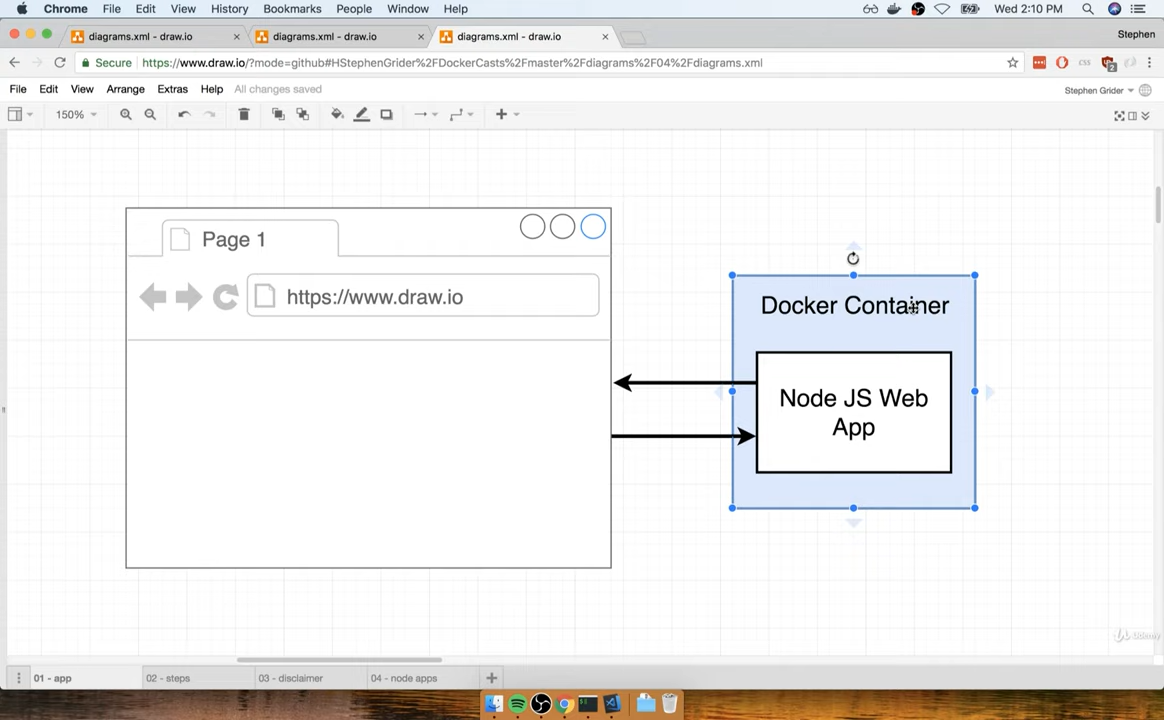 Chrome File Edit View History Bookmarks People Window Help Wed 2:10 PM
diagrams.xml - draw.io diagrams.xml - draw.io diagrams.xml - draw.io Stephen
Secure https://www.draw.io/?mode=github#HStephenGrider%2FDockerCasts%2Fmaster%2Fdiagrams%2F04%2Fdiagrams.xml
File Edit View Arrange Extras Help All changes saved Stephen Grider
150%
Page 1
https://www.draw.io
Docker Container
Node JS Web
App
Udemy
01 - app 02 - steps 03 - disclaimer 04 - node apps